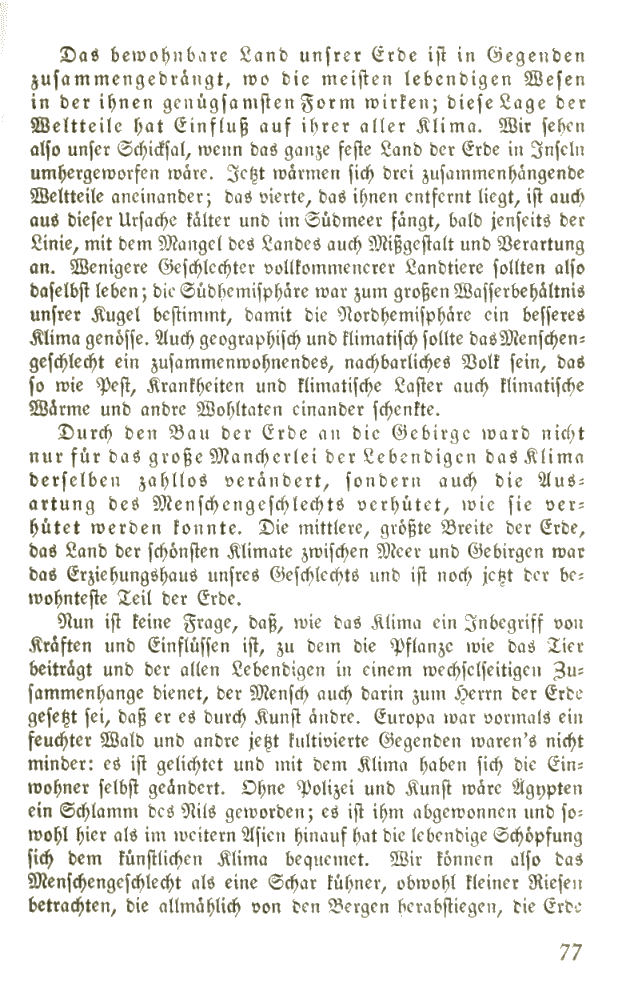 Das bewohnbare Land unsrer Erde ist in Gegenden
zusammengedrängt, wo die meisten lebendigen Wesen
in der ihnen genügsamsten Form wirken; diese Lage der
Weltteile hat Einfluß auf ihrer aller Klima. Wir sehen
also unser Schicksal, wenn das ganze feste Land der Erde in Inseln
umhergeworfen wäre. Jetzt wärmen sich drei zusammenhängende
Weltteile aneinander; das vierte, das ihnen entfernt liegt, ist auch
aus dieser Ursache kälter und im Südmeer fängt, bald jenseits der
Linie, mit dem Mangel des Landes auch Mißgestalt und Verartung
an. Wenigere Geschlechter vollkommenerer Landtiere sollten also
daselbst leben; die Südhemisphäre war zum großen Wasserbehältnis
unsrer Kugel bestimmt, damit die Nordhemisphäre ein besseres
Klima genösse. Auch geographisch und klimatisch sollte das Menschen-
geschlecht ein zusammenwohnendes, nachbarliches Volk sein, das
so wie Pest, Krankheiten und klimatische Laster auch klimatische
Wärme und andre Wohltaten einander schenkte.
Durch den Bau der Erde an die Gebirge ward nicht
nur für das große Mancherlei der Lebendigen das Klima
derselben zahllos verändert, sondern auch die Aus-
artung des Menschengeschlechts verhütet, wie sie ver-
hütet werden konnte. Die mittlere, größte Breite der Erde,
das Land der schönsten Klimate zwischen Meer und Gebirgen war
das Erziehungshaus unsres Geschlechts und ist noch jetzt der be-
wohnteste Teil der Erde.
Nun ist keine Frage, daß, wie das Klima ein Inbegriff von
Kräften und Einflüssen ist, zu dem die Pflanze wie das Tier
beiträgt und der allen Lebendigen in einem wechselseitigen Zu-
sammenhange dienet, der Mensch auch darin zum Herrn der Erde
gesetzt sei, daß er es durch Kunst ändre. Europa war vormals ein
feuchter Wald und andre jetzt kultivierte Gegenden waren's nicht
minder: es ist gelichtet und mit dem Klima haben sich die Ein-
wohner selbst geändert. Ohne Polizei und Kunst wäre Ägypten
ein Schlamm des Nils geworden; es ist ihm abgewonnen und so-
wohl hier als im weitern Asien hinauf hat die lebendige Schöpfung
sich dem künstlichen Klima bequemet. Wir können also das
Menschengeschlecht als eine Schar kühner, obwohl kleiner Riesen
betrachten, die allmählich von den Bergen herabstiegen, die Erde
77